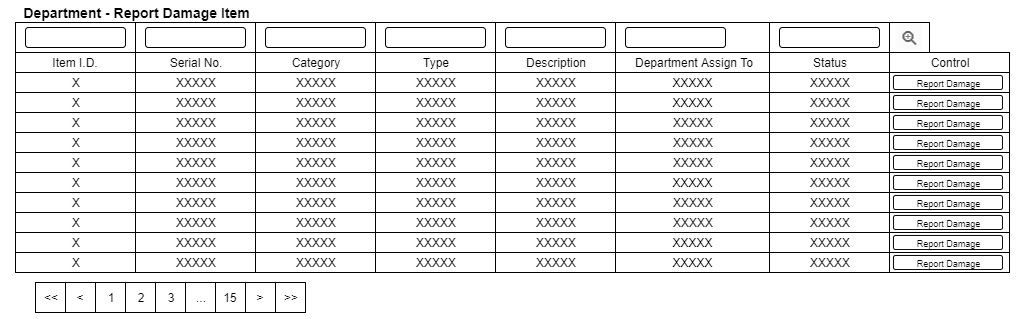 Department - Report Damage Item
Item I.D. Serial No. Category Type Description Department Assign To Status Control
X XXXXX XXXXX XXXXX XXXXX XXXXX XXXXX Report Damage
X XXXXX XXXXX XXXXX XXXXX XXXXX XXXXX Report Damage
X XXXXX XXXXX XXXXX XXXXX XXXXX XXXXX Report Damage
X XXXXX XXXXX XXXXX XXXXX XXXXX XXXXX Report Damage
X XXXXX XXXXX XXXXX XXXXX XXXXX XXXXX Report Damage
X XXXXX XXXXX XXXXX XXXXX XXXXX XXXXX Report Damage
X XXXXX XXXXX XXXXX XXXXX XXXXX XXXXX Report Damage
X XXXXX XXXXX XXXXX XXXXX XXXXX XXXXX Report Damage
X XXXXX XXXXX XXXXX XXXXX XXXXX XXXXX Report Damage
X XXXXX XXXXX XXXXX XXXXX XXXXX XXXXX Report Damage
<< < 1 2 3 ... 15 > >>